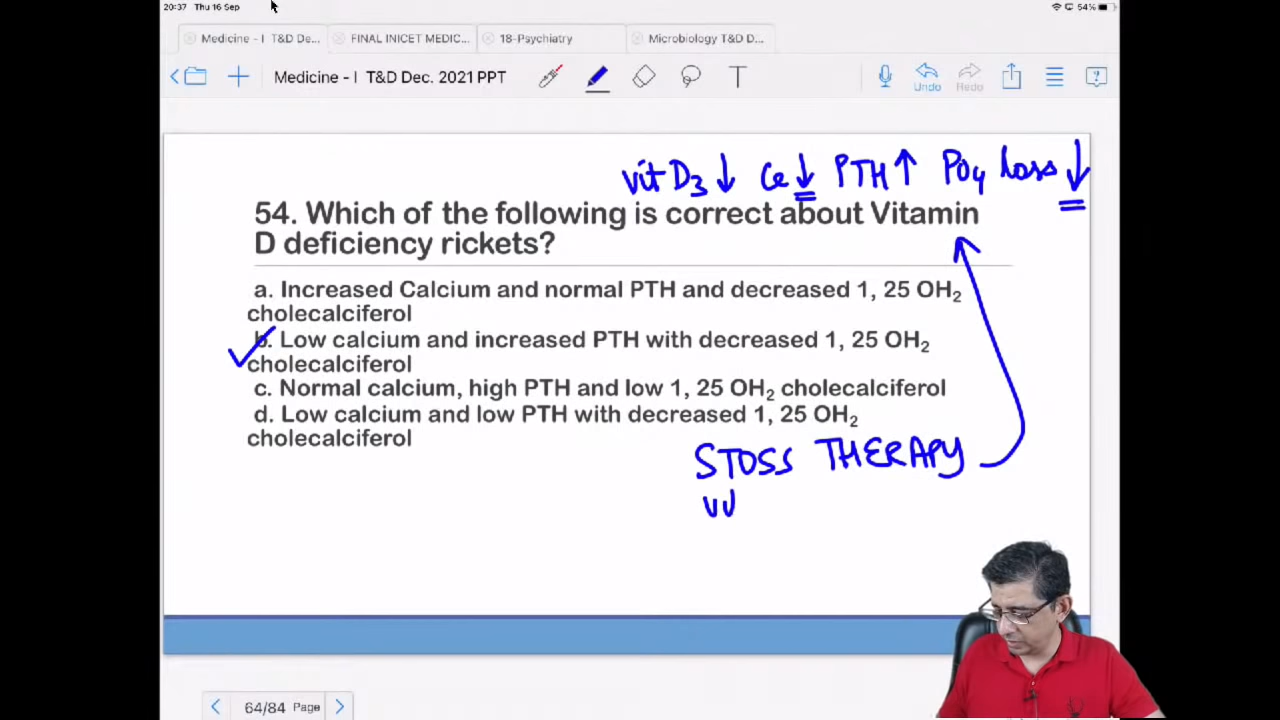 20:37 Thu 16 Sep 54%
Medicine - I T&D De... FINAL INICET MEDIC... 18-Psychiatry Microbiology T&D D...
Medicine - I T&D Dec. 2021 PPT T Undo Redo ?
vit D3 ↓ Ca ↓ PTH ↑ PO4 loss ↓
54. Which of the following is correct about Vitamin
D deficiency rickets?
a. Increased Calcium and normal PTH and decreased 1, 25 OH2
cholecalciferol
b. Low calcium and increased PTH with decreased 1, 25 OH2
cholecalciferol
c. Normal calcium, high PTH and low 1, 25 OH2 cholecalciferol
d. Low calcium and low PTH with decreased 1, 25 OH2
cholecalciferol
STOSS THERAPY
64/84 Page